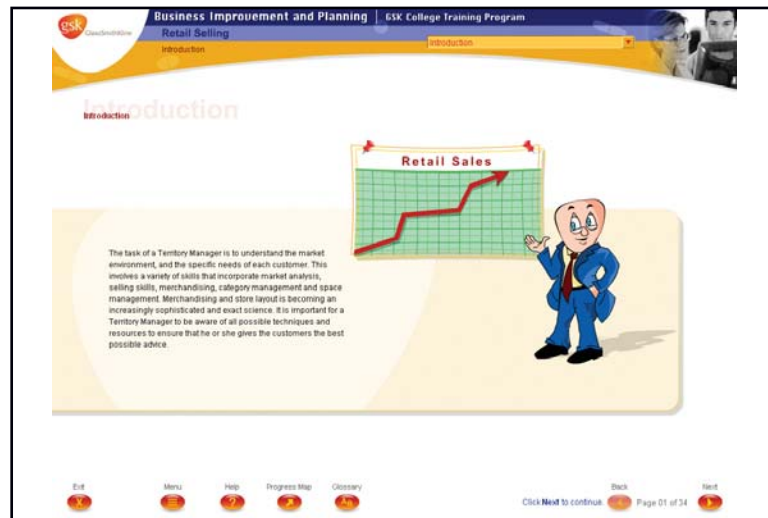 gsk
GlaxoSmithKline
Business Improvement and Planning | GSK College Training Program
Retail Selling
Introduction
Introduction
Introduction
Introduction
Retail Sales
The task of a Territory Manager is to understand the market
environment, and the specific needs of each customer. This
involves a variety of skills that incorporate market analysis,
selling skills, merchandising, category management and space
management. Merchandising and store layout is becoming an
increasingly sophisticated and exact science. It is important for a
Territory Manager to be aware of all possible techniques and
resources to ensure that he or she gives the customers the best
possible advice.
Exit
Menu
Help
Progress Map
Glossary
Back
Next
X
?
Click Next to continue.
Page 01 of 34